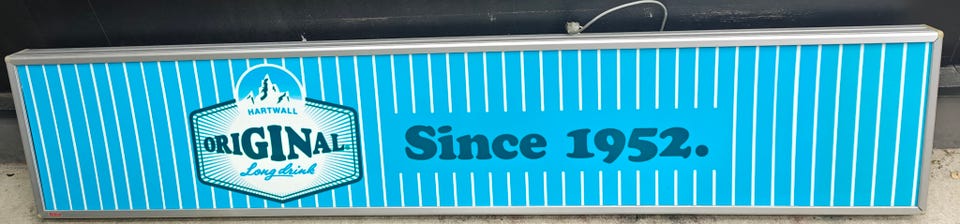 HARTWALL
ORIGINAL
Long drink
Since 1952.